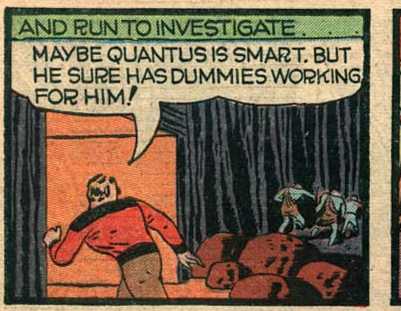 AND RUN TO INVESTIGATE.....
MAYBE QUANTUS IS SMART. BUT
HE SURE HAS DUMMIES WORKING
FOR HIM!